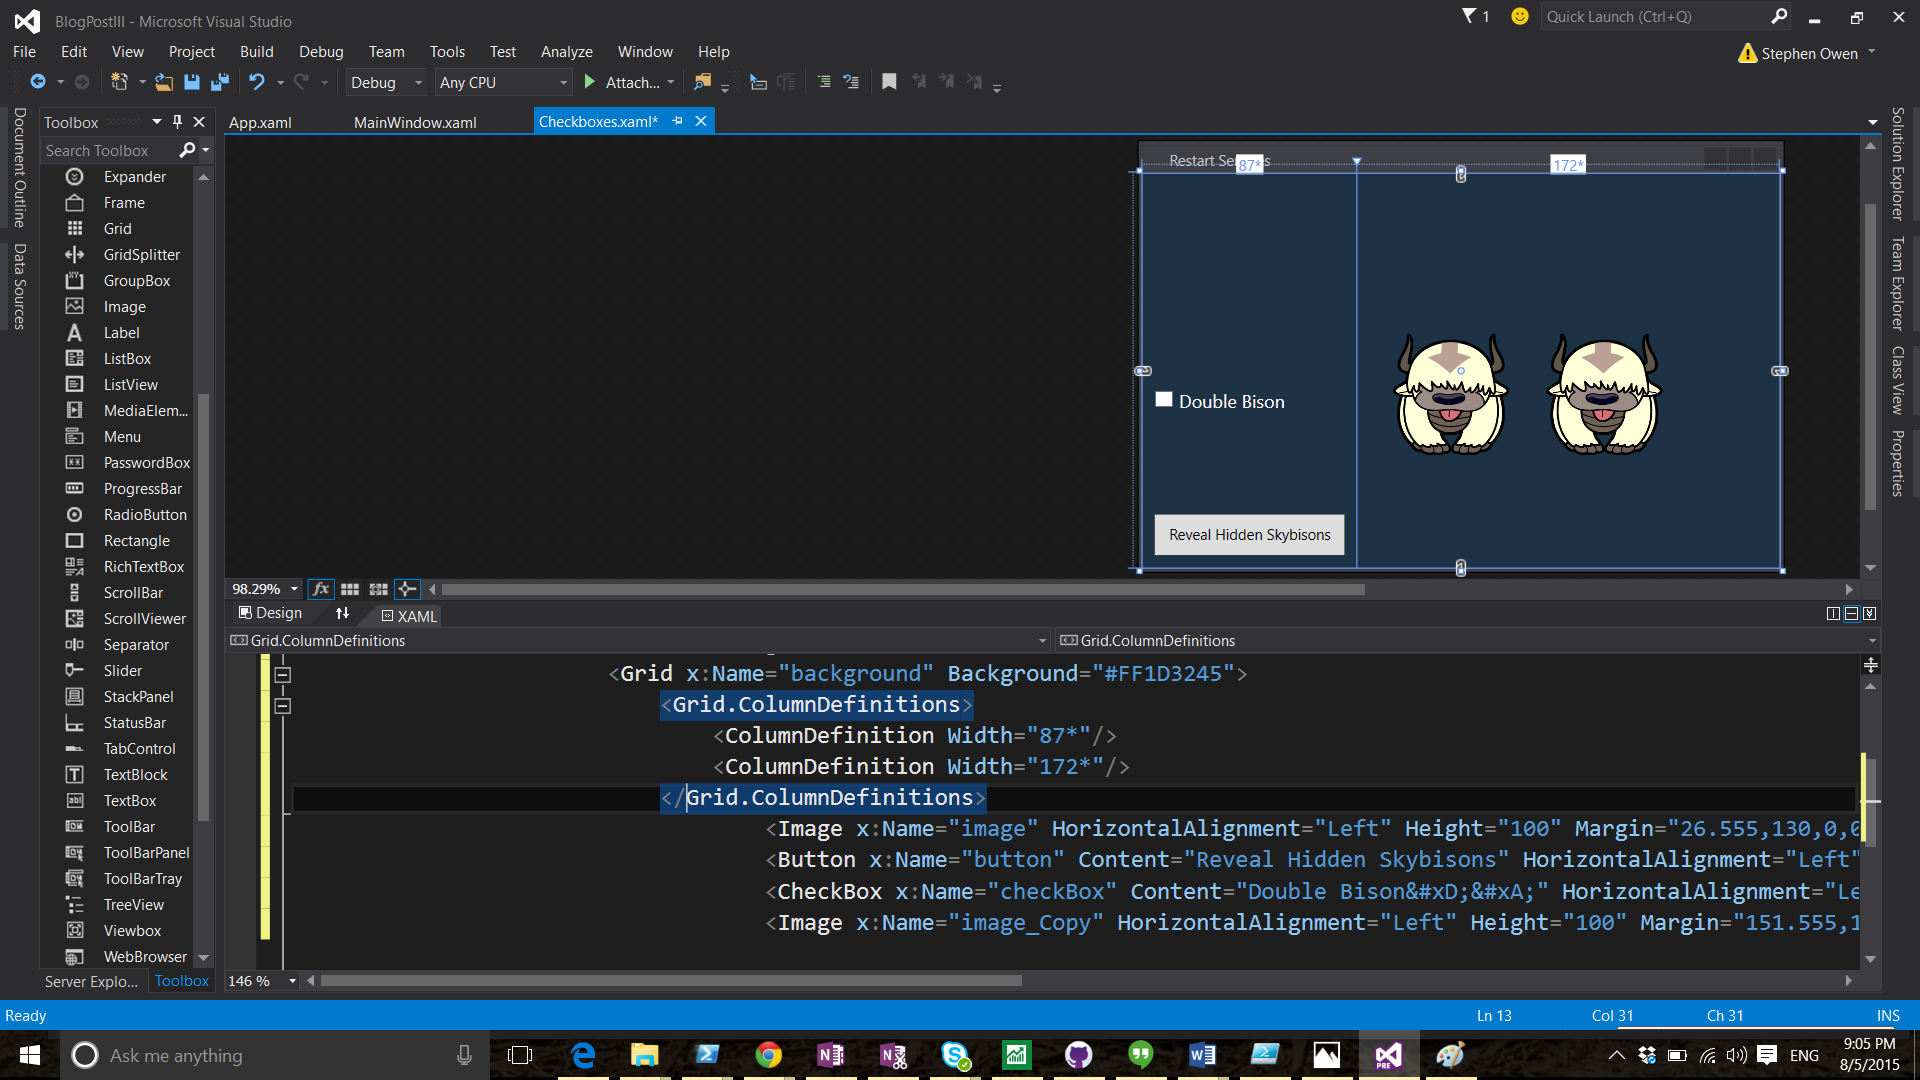 BlogPostIII - Microsoft Visual Studio
1
Quick Launch (Ctrl+Q)
File Edit View Project Build Debug Team Tools Test Analyze Window Help
Stephen Owen
Debug
Any CPU
Attach...
Document Outline
Data Sources
Toolbox
Search Toolbox
Expander
Frame
Grid
GridSplitter
GroupBox
Image
Label
ListBox
ListView
MediaElem...
Menu
PasswordBox
ProgressBar
RadioButton
Rectangle
RichTextBox
ScrollBar
ScrollViewer
Separator
Slider
StackPanel
StatusBar
TabControl
TextBlock
TextBox
ToolBar
ToolBarPanel
ToolBarTray
TreeView
Viewbox
WebBrowser
Server Explo...
Toolbox
App.xaml
MainWindow.xaml
Checkboxes.xaml*
Restart Se
87*
172*
Double Bison
Reveal Hidden Skybisons
Solution Explorer
Team Explorer
Class View
Properties
98.29%
fx
Design
XAML
Grid.ColumnDefinitions
Grid.ColumnDefinitions
<Grid x:Name="background" Background="#FF1D3245">
<Grid.ColumnDefinitions>
<ColumnDefinition Width="87*"/>
<ColumnDefinition Width="172*"/>
</Grid.ColumnDefinitions>
<Image x:Name="image" HorizontalAlignment="Left" Height="100" Margin="26.555,130,0,0
<Button x:Name="button" Content="Reveal Hidden Skybisons" HorizontalAlignment="Left"
<CheckBox x:Name="checkBox" Content="Double Bison&#xD;&#xA;" HorizontalAlignment="Le
<Image x:Name="image_Copy" HorizontalAlignment="Left" Height="100" Margin="151.555,1
146 %
Ready
Ln 13
Col 31
Ch 31
INS
Ask me anything
ENG
9:05 PM
8/5/2015